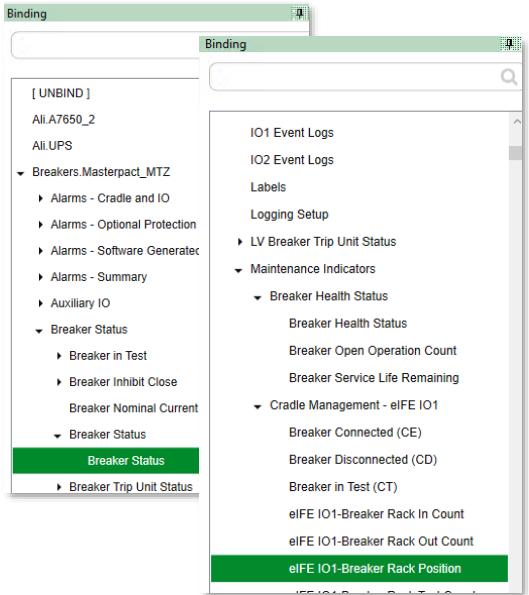 Binding
[ UNBIND ]
Ali.A7650_2
Ali.UPS
Breakers.Masterpact_MTZ
Alarms - Cradle and IO
Alarms - Optional Protection
Alarms - Software Generated
Alarms - Summary
Auxiliary IO
Breaker Status
Breaker in Test
Breaker Inhibit Close
Breaker Nominal Current
Breaker Status
Breaker Status
Breaker Trip Unit Status
Binding
IO1 Event Logs
IO2 Event Logs
Labels
Logging Setup
LV Breaker Trip Unit Status
Maintenance Indicators
Breaker Health Status
Breaker Health Status
Breaker Open Operation Count
Breaker Service Life Remaining
Cradle Management - eIFE IO1
Breaker Connected (CE)
Breaker Disconnected (CD)
Breaker in Test (CT)
eIFE IO1-Breaker Rack In Count
eIFE IO1-Breaker Rack Out Count
eIFE IO1-Breaker Rack Position